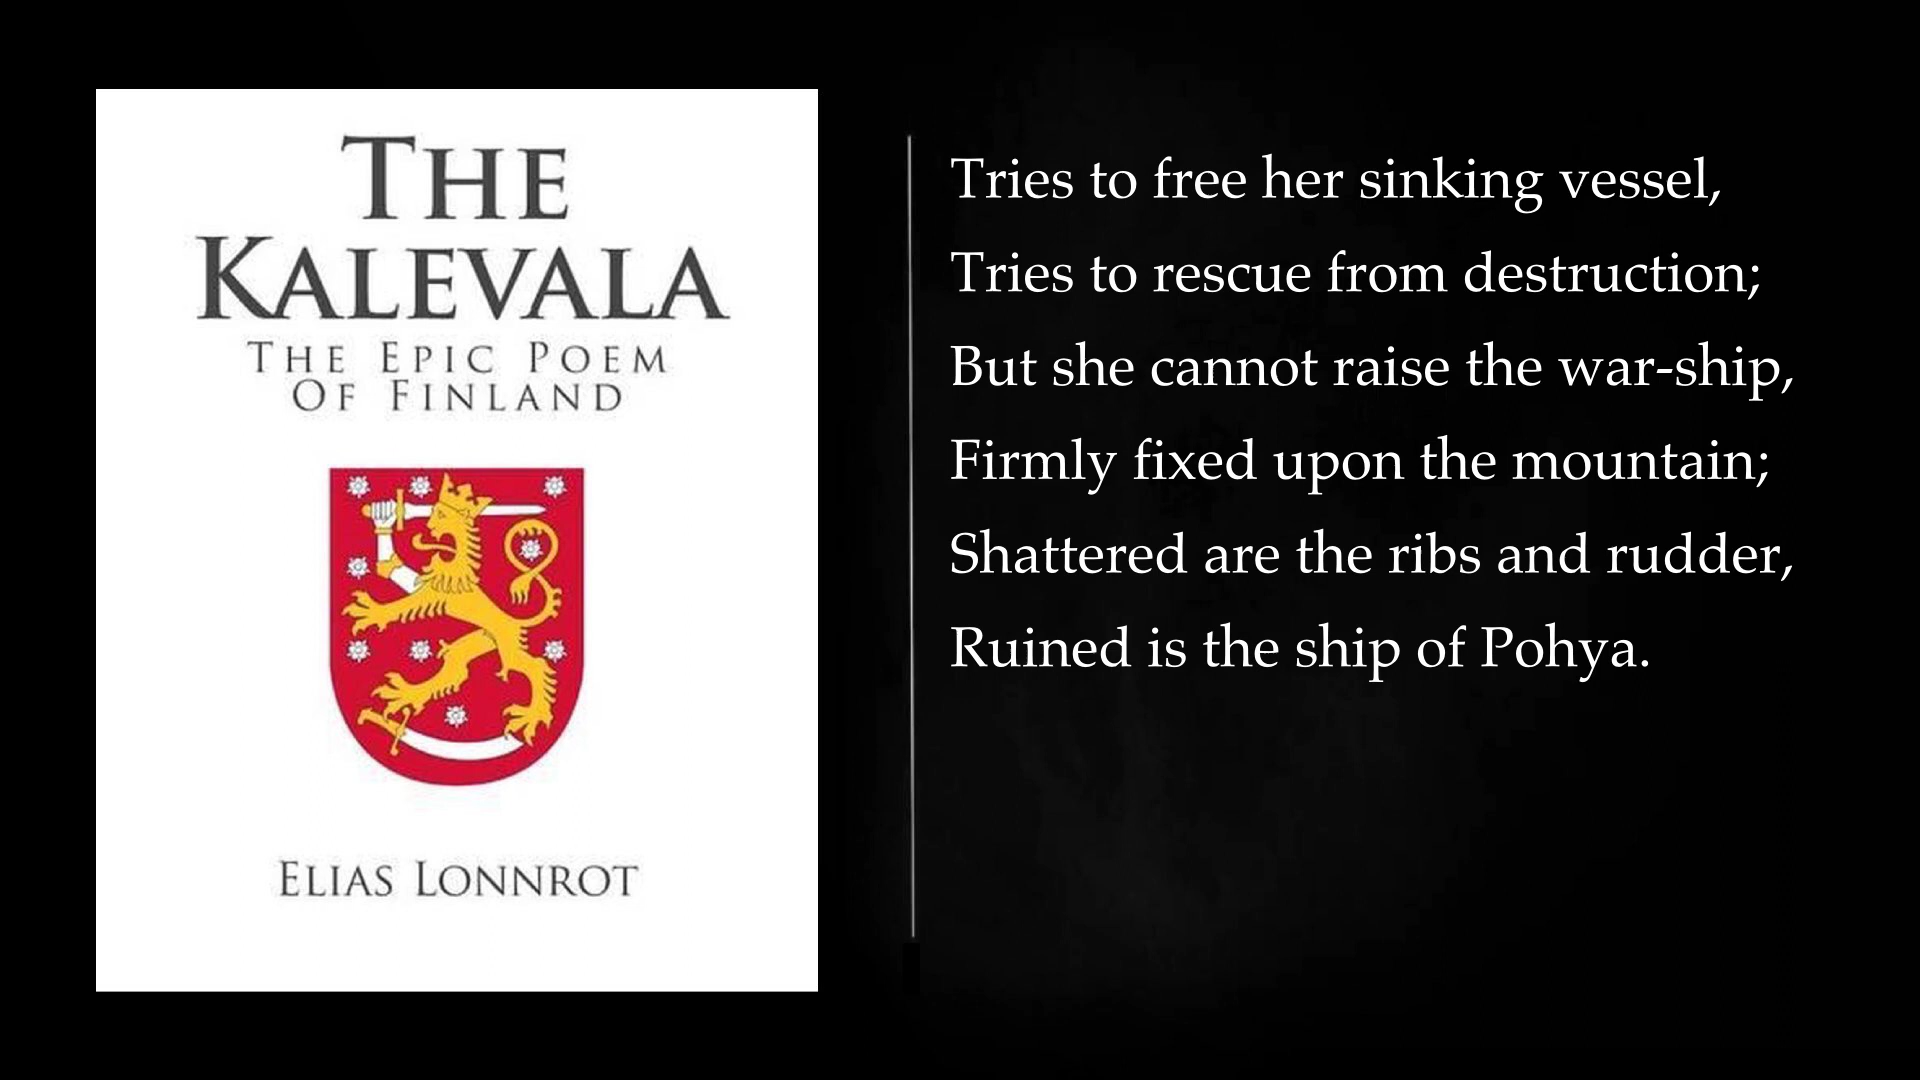 THE
KALEVALA
THE EPIC POEM
OF FINLAND
ELIAS LONNROT
Tries to free her sinking vessel,
Tries to rescue from destruction;
But she cannot raise the war-ship,
Firmly fixed upon the mountain;
Shattered are the ribs and rudder,
Ruined is the ship of Pohya.